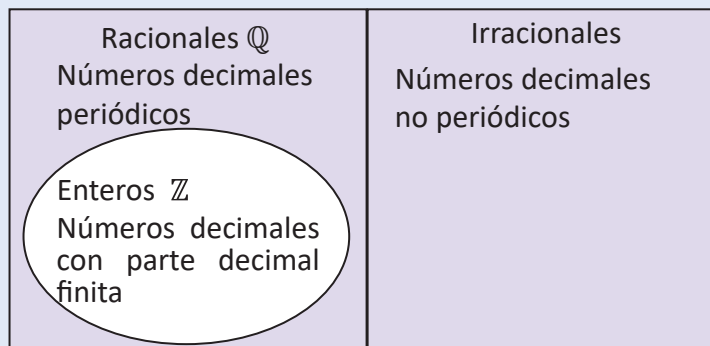 Racionales ℚ
Números decimales
periódicos
Enteros ℤ
Números decimales
con parte decimal
finita
Irracionales
Números decimales
no periódicos